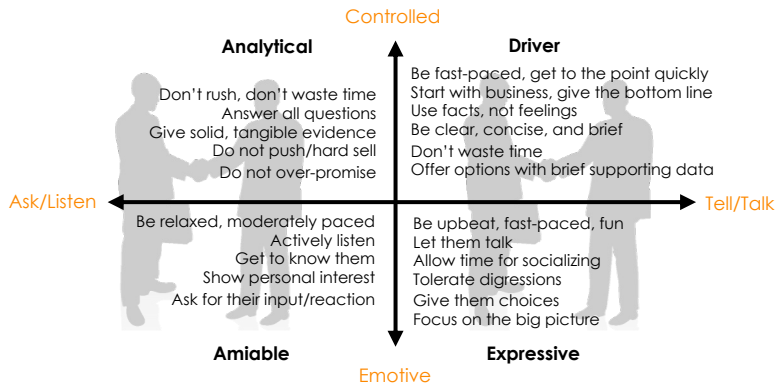 Controlled
Analytical
Don't rush, don't waste time
Answer all questions
Give solid, tangible evidence
Do not push/hard sell
Do not over-promise
Driver
Be fast-paced, get to the point quickly
Start with business, give the bottom line
Use facts, not feelings
Be clear, concise, and brief
Don't waste time
Offer options with brief supporting data
Ask/Listen
Tell/Talk
Be relaxed, moderately paced
Actively listen
Get to know them
Show personal interest
Ask for their input/reaction
Amiable
Be upbeat, fast-paced, fun
Let them talk
Allow time for socializing
Tolerate digressions
Give them choices
Focus on the big picture
Expressive
Emotive